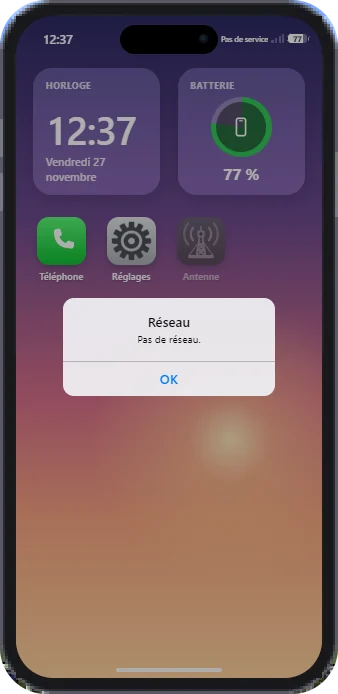 12:37
Pas de service
77
HORLOGE
12:37
Vendredi 27
novembre
BATTERIE
77 %
Téléphone
Réglages
Antenne
Réseau
Pas de réseau.
OK